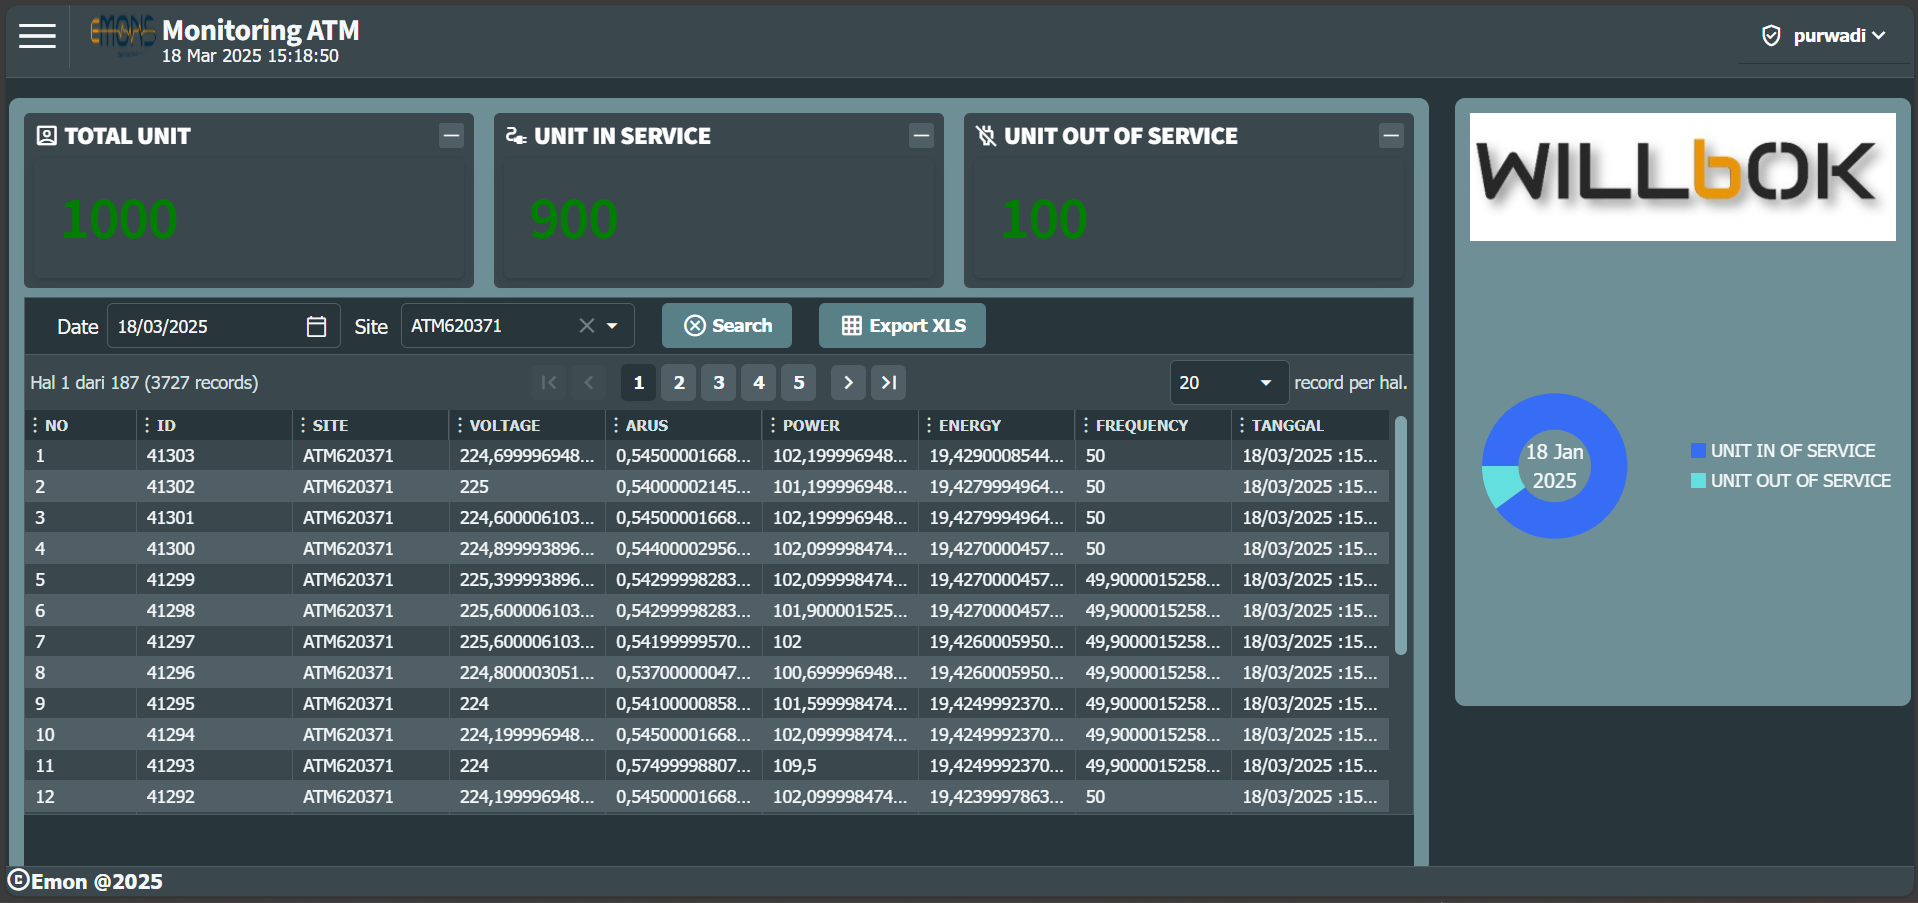 EMONS
Monitoring ATM
18 Mar 2025 15:18:50
purwadi
TOTAL UNIT
1000
UNIT IN SERVICE
900
UNIT OUT OF SERVICE
100
Date 18/03/2025 Site ATM620371 Search Export XLS
Hal 1 dari 187 (3727 records) 1 2 3 4 5 20 record per hal.
NO ID SITE VOLTAGE ARUS POWER ENERGY FREQUENCY TANGGAL
1 41303 ATM620371 224,699996948... 0,54500001668... 102,199996948... 19,4290008544... 50 18/03/2025 :15...
2 41302 ATM620371 225 0,54000002145... 101,199996948... 19,4279994964... 50 18/03/2025 :15...
3 41301 ATM620371 224,600006103... 0,54500001668... 102,199996948... 19,4279994964... 50 18/03/2025 :15...
4 41300 ATM620371 224,899993896... 0,54400002956... 102,099998474... 19,4270000457... 50 18/03/2025 :15...
5 41299 ATM620371 225,399993896... 0,54299998283... 102,099998474... 19,4270000457... 49,9000015258... 18/03/2025 :15...
6 41298 ATM620371 225,600006103... 0,54299998283... 101,900001525... 19,4270000457... 49,9000015258... 18/03/2025 :15...
7 41297 ATM620371 225,600006103... 0,54199999570... 102 19,4260005950... 49,9000015258... 18/03/2025 :15...
8 41296 ATM620371 224,800003051... 0,53700000047... 100,699996948... 19,4260005950... 49,9000015258... 18/03/2025 :15...
9 41295 ATM620371 224 0,54100000858... 101,599998474... 19,4249992370... 49,9000015258... 18/03/2025 :15...
10 41294 ATM620371 224,199996948... 0,54500001668... 102,099998474... 19,4249992370... 49,9000015258... 18/03/2025 :15...
11 41293 ATM620371 224 0,57499998807... 109,5 19,4249992370... 49,9000015258... 18/03/2025 :15...
12 41292 ATM620371 224,199996948... 0,54500001668... 102,099998474... 19,4239997863... 50 18/03/2025 :15...
WILLbOK
18 Jan
2025
UNIT IN OF SERVICE
UNIT OUT OF SERVICE
©Emon @2025